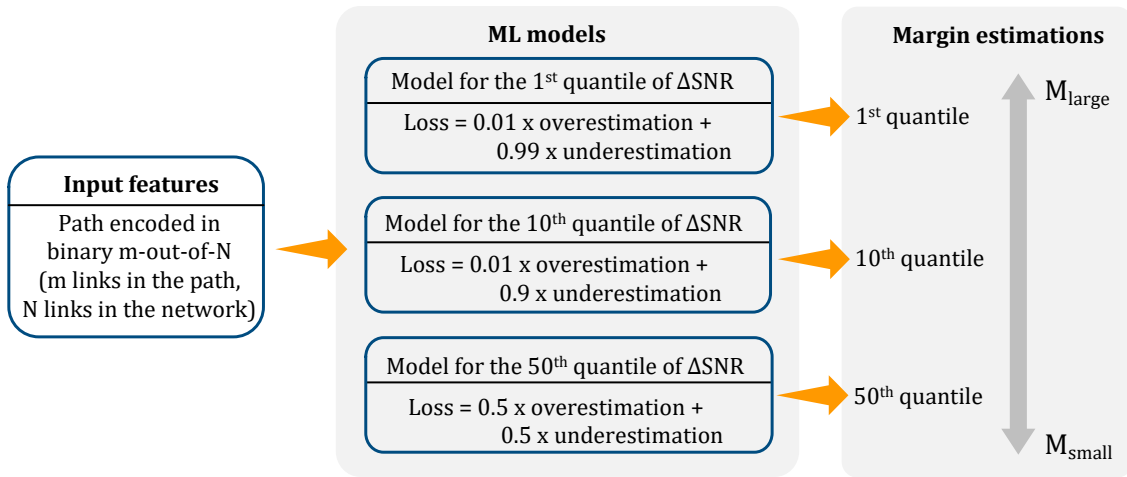 Input features
Path encoded in
binary m-out-of-N
(m links in the path,
N links in the network)
ML models
Model for the 1st quantile of ΔSNR
Loss = 0.01 x overestimation +
0.99 x underestimation
Model for the 10th quantile of ΔSNR
Loss = 0.01 x overestimation +
0.9 x underestimation
Model for the 50th quantile of ΔSNR
Loss = 0.5 x overestimation +
0.5 x underestimation
Margin estimations
1st quantile
10th quantile
50th quantile
Mlarge
Msmall